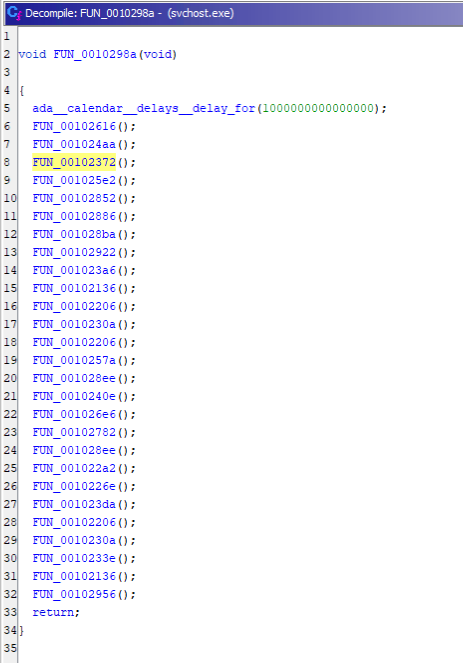 Decompile: FUN_0010298a - (svchost.exe)
1
2 void FUN_0010298a(void)
3
4 {
5 ada__calendar__delays__delay_for(1000000000000000);
6 FUN_00102616();
7 FUN_001024aa();
8 FUN_00102372();
9 FUN_001025e2();
10 FUN_00102852();
11 FUN_00102886();
12 FUN_001028ba();
13 FUN_00102922();
14 FUN_001023a6();
15 FUN_00102136();
16 FUN_00102206();
17 FUN_0010230a();
18 FUN_00102206();
19 FUN_0010257a();
20 FUN_001028ee();
21 FUN_0010240e();
22 FUN_001026e6();
23 FUN_00102782();
24 FUN_001028ee();
25 FUN_001022a2();
26 FUN_0010226e();
27 FUN_001023da();
28 FUN_00102206();
29 FUN_0010230a();
30 FUN_0010233e();
31 FUN_00102136();
32 FUN_00102956();
33 return;
34 }
35